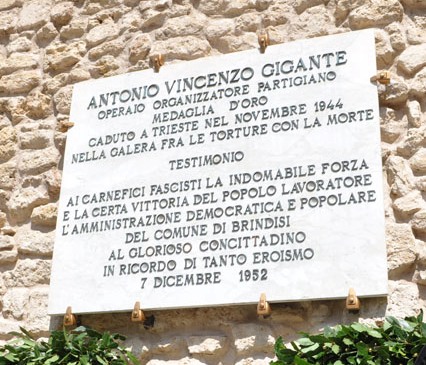 ANTONIO VINCENZO GIGANTE
OPERAIO ORGANIZZATORE PARTIGIANO
MEDAGLIA D'ORO
CADUTO A TRIESTE NEL NOVEMBRE 1944
NELLA GALERA FRA LE TORTURE CON LA MORTE
TESTIMONIO
AI CARNEFICI FASCISTI LA INDOMABILE FORZA
E LA CERTA VITTORIA DEL POPOLO LAVORATORE
L'AMMINISTRAZIONE DEMOCRATICA E POPOLARE
DEL COMUNE DI BRINDISI
AL GLORIOSO CONCITTADINO
IN RICORDO DI TANTO EROISMO
7 DICEMBRE 1952